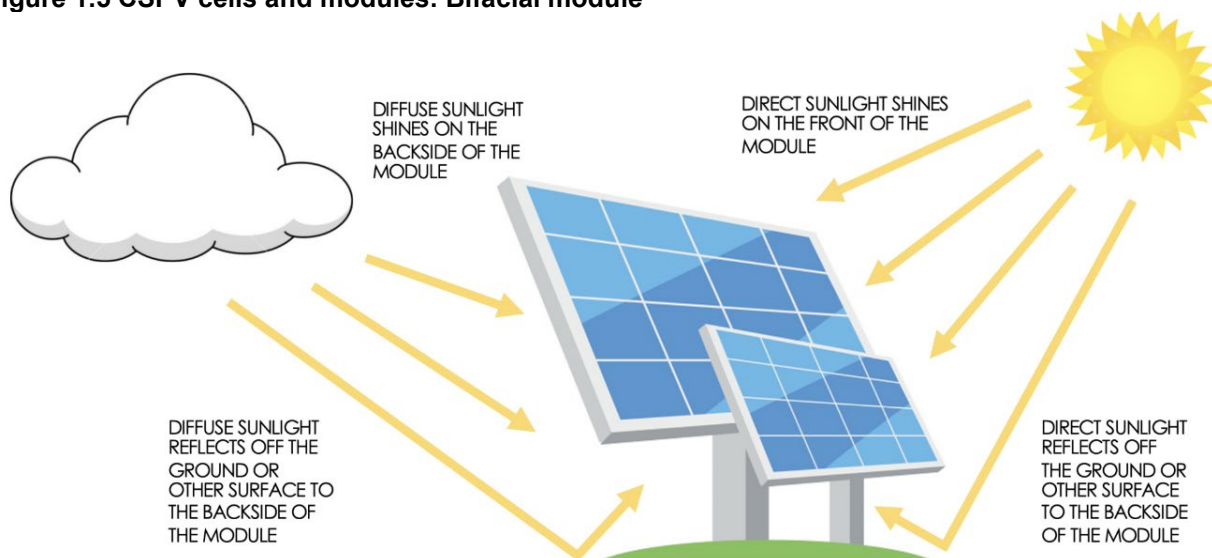 Figure 1.5 CSPV cells and modules: Bifacial module
DIFFUSE SUNLIGHT
SHINES ON THE
BACKSIDE OF THE
MODULE
DIRECT SUNLIGHT SHINES
ON THE FRONT OF THE
MODULE
DIFFUSE SUNLIGHT
REFLECTS OFF THE
GROUND OR
OTHER SURFACE TO
THE BACKSIDE OF
THE MODULE
DIRECT SUNLIGHT
REFLECTS OFF
THE GROUND OR
OTHER SURFACE
TO THE BACKSIDE
OF THE MODULE